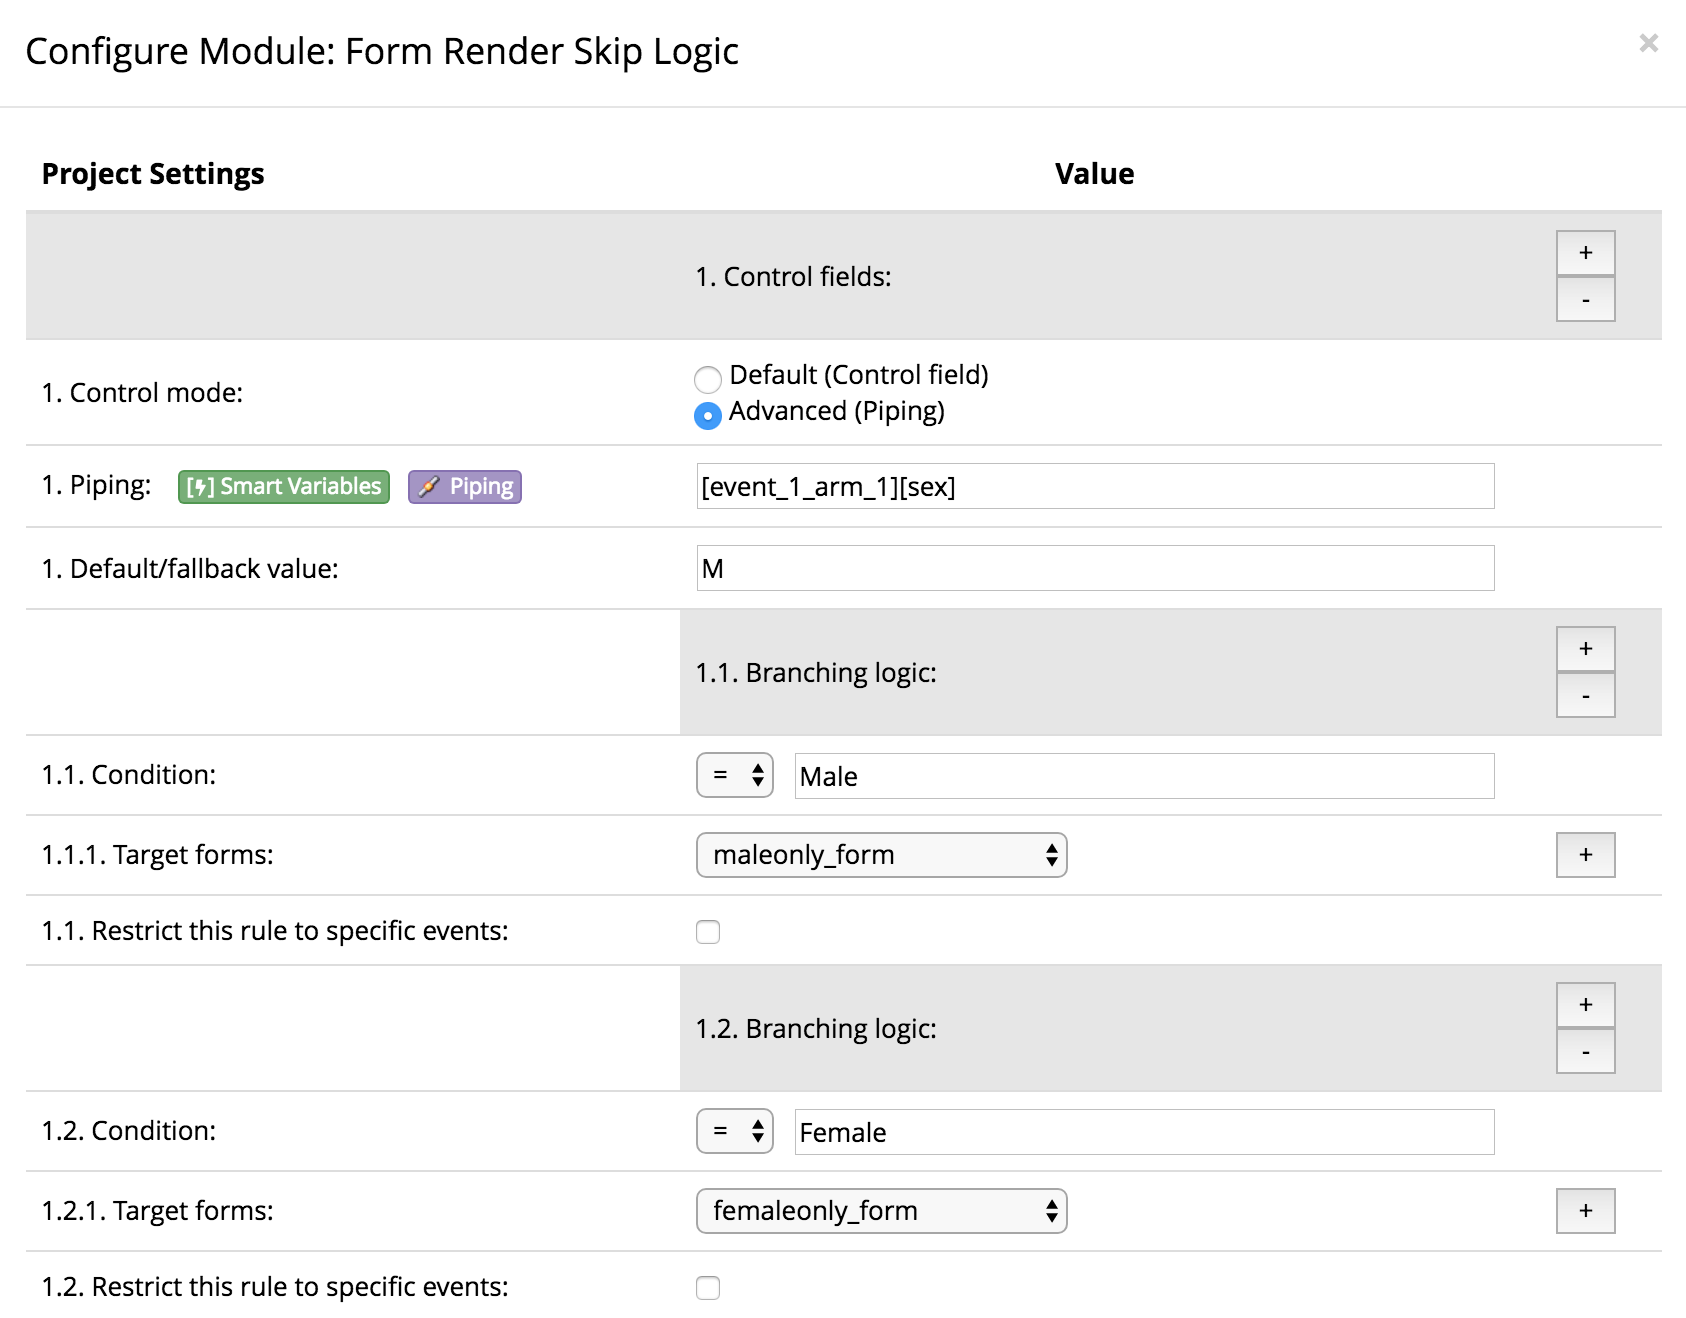 Configure Module: Form Render Skip Logic ×
Project Settings Value
1. Control fields: +
-
1. Control mode: Default (Control field)
Advanced (Piping)
1. Piping: [ϟ] Smart Variables Piping [event_1_arm_1][sex]
1. Default/fallback value: M
1.1. Branching logic: +
-
1.1. Condition: = Male
1.1.1. Target forms: maleonly_form +
1.1. Restrict this rule to specific events:
1.2. Branching logic: +
-
1.2. Condition: = Female
1.2.1. Target forms: femaleonly_form +
1.2. Restrict this rule to specific events: